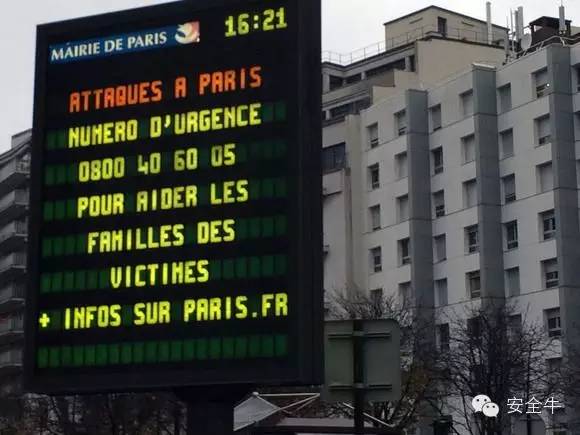 MAIRIE DE PARIS
16:21
ATTAQUES A PARIS
NUMERO D'URGENCE
0800 40 60 05
POUR AIDER LES
FAMILLES DES
VICTIMES
+ INFOS SUR PARIS.FR
安全牛